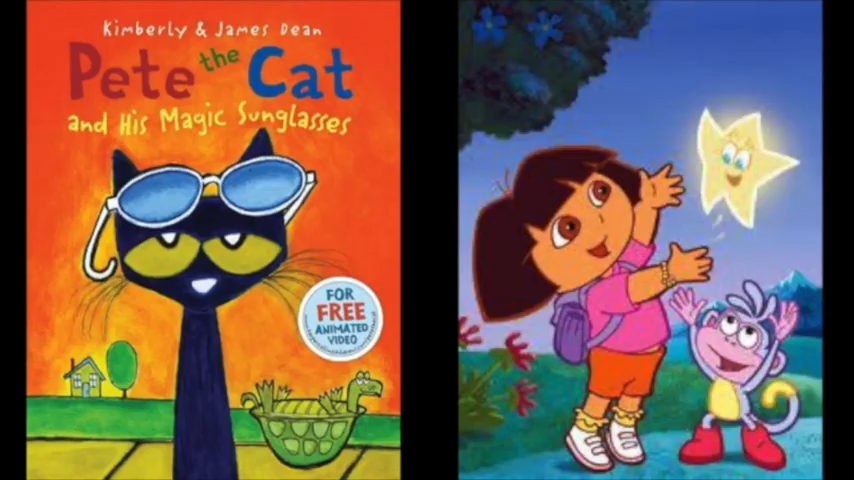 Kimberly & James Dean
Pete the Cat
and His Magic Sunglasses
FOR
FREE
ANIMATED
VIDEO